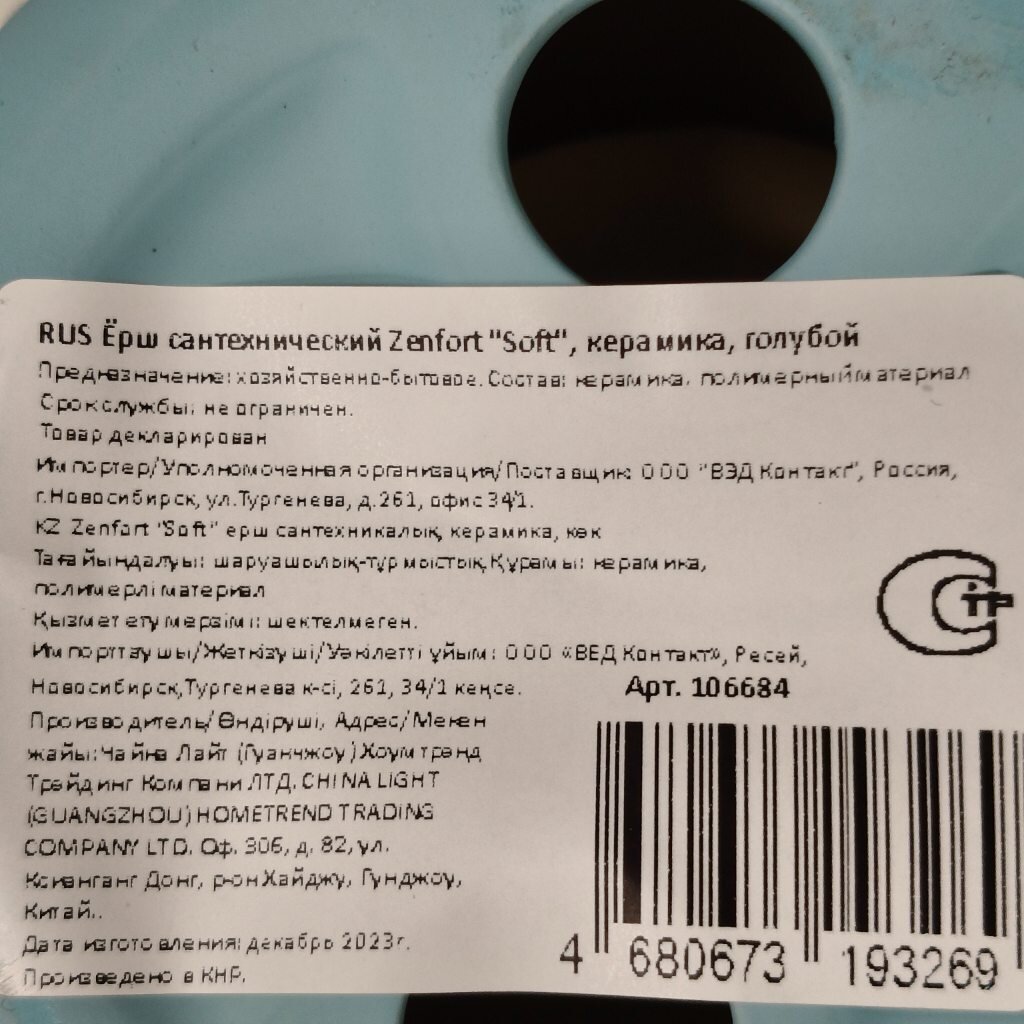 RUS Ёрш сантехнический Zenfort "Soft", керамика, голубой
Предназначение: хозяйственно-бытовое. Состав: керамика, полимерный материал
Срок службы: не ограничен.
Товар декларирован
Импортер/Уполномоченная организация/Поставщик: ООО "ВЭД Контакт", Россия,
г.Новосибирск, ул.Тургенева, д.261, офис 34/1.
KZ Zenfort "Soft" ерш сантехникалық, керамика, көк
Тағайындалуы: шаруашылық-тұрмыстық Құрамы: керамика,
полимерлі материал
Қызмет ету мерзімі: шектелмеген.
Импорттаушы/Жеткізуші/Уәкілетті ұйым: ООО «ВЕД Контакт», Ресей,
Новосибирск,Тургенева к-сі, 261, 34/1 кеңсе.
Арт. 106684
Производитель/Өндіруші, Адрес/Мекен
жайы:Чайна Лайт (Гуанчжоу) Хоумтрэнд
Трейдинг Компани ЛТД. CHINA LIGHT
(GUANGZHOU) HOMETREND TRADING
COMPANY LTD. Оф. 306, д. 82, ул.
Ксинганг Донг, р-он Хайджу, Гунджоу,
Китай..
Дата изготовления: декабрь 2023г.
Произведено в КНР.
4 680673 193269